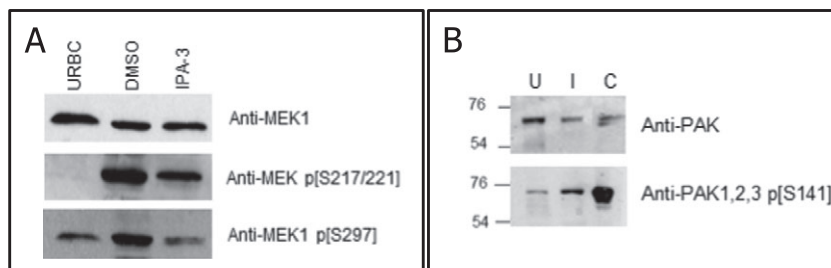 A
URBC
DMSO
IPA-3
Anti-MEK1
Anti-MEK p[S217/221]
Anti-MEK1 p[S297]
B
U I C
76
54
Anti-PAK
76
54
Anti-PAK1,2,3 p[S141]